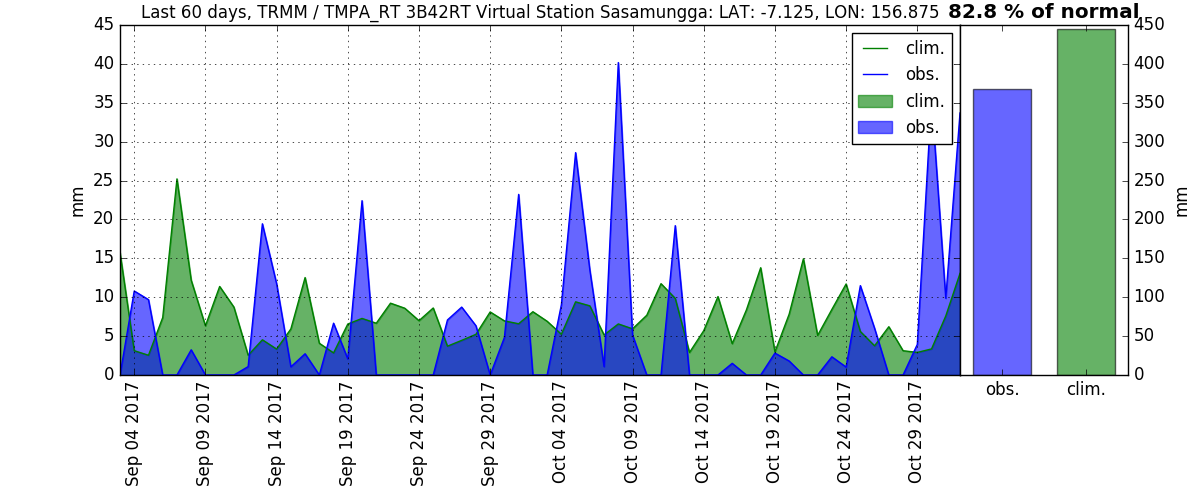 Last 60 days, TRMM / TMPA_RT 3B42RT Virtual Station Sasamungga: LAT: -7.125, LON: 156.875 82.8 % of normal
45
40
35
30
25
20
15
10
5
0
mm
clim.
obs.
clim.
obs.
450
400
350
300
250
200
150
100
50
0
mm
Sep 04 2017
Sep 09 2017
Sep 14 2017
Sep 19 2017
Sep 24 2017
Sep 29 2017
Oct 04 2017
Oct 09 2017
Oct 14 2017
Oct 19 2017
Oct 24 2017
Oct 29 2017
obs.
clim.